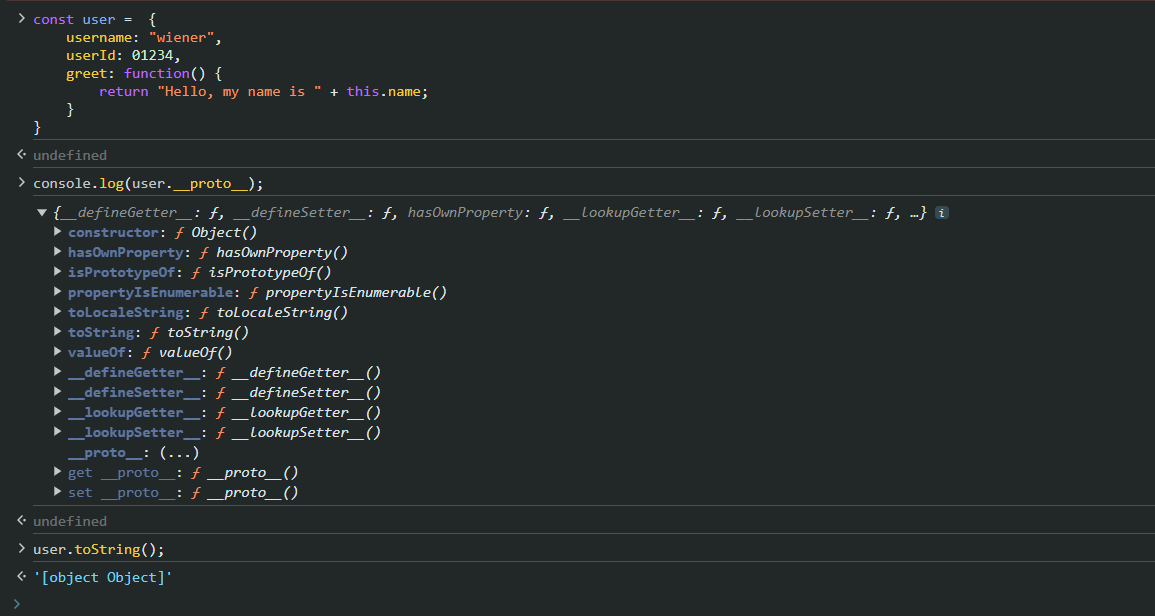 > const user =  {
    username: "wiener",
    userId: 01234,
    greet: function() {
        return "Hello, my name is " + this.name;
    }
}
undefined
> console.log(user.__proto__);
▼ {__defineGetter__: ƒ, __defineSetter__: ƒ, hasOwnProperty: ƒ, __lookupGetter__: ƒ, __lookupSetter__: ƒ, …} i
▶ constructor: ƒ Object()
▶ hasOwnProperty: ƒ hasOwnProperty()
▶ isPrototypeOf: ƒ isPrototypeOf()
▶ propertyIsEnumerable: ƒ propertyIsEnumerable()
▶ toLocaleString: ƒ toLocaleString()
▶ toString: ƒ toString()
▶ valueOf: ƒ valueOf()
▶ __defineGetter__: ƒ __defineGetter__()
▶ __defineSetter__: ƒ __defineSetter__()
▶ __lookupGetter__: ƒ __lookupGetter__()
▶ __lookupSetter__: ƒ __lookupSetter__()
__proto__: (...)
▶ get __proto__: ƒ __proto__()
▶ set __proto__: ƒ __proto__()
undefined
> user.toString();
'[object Object]'
>